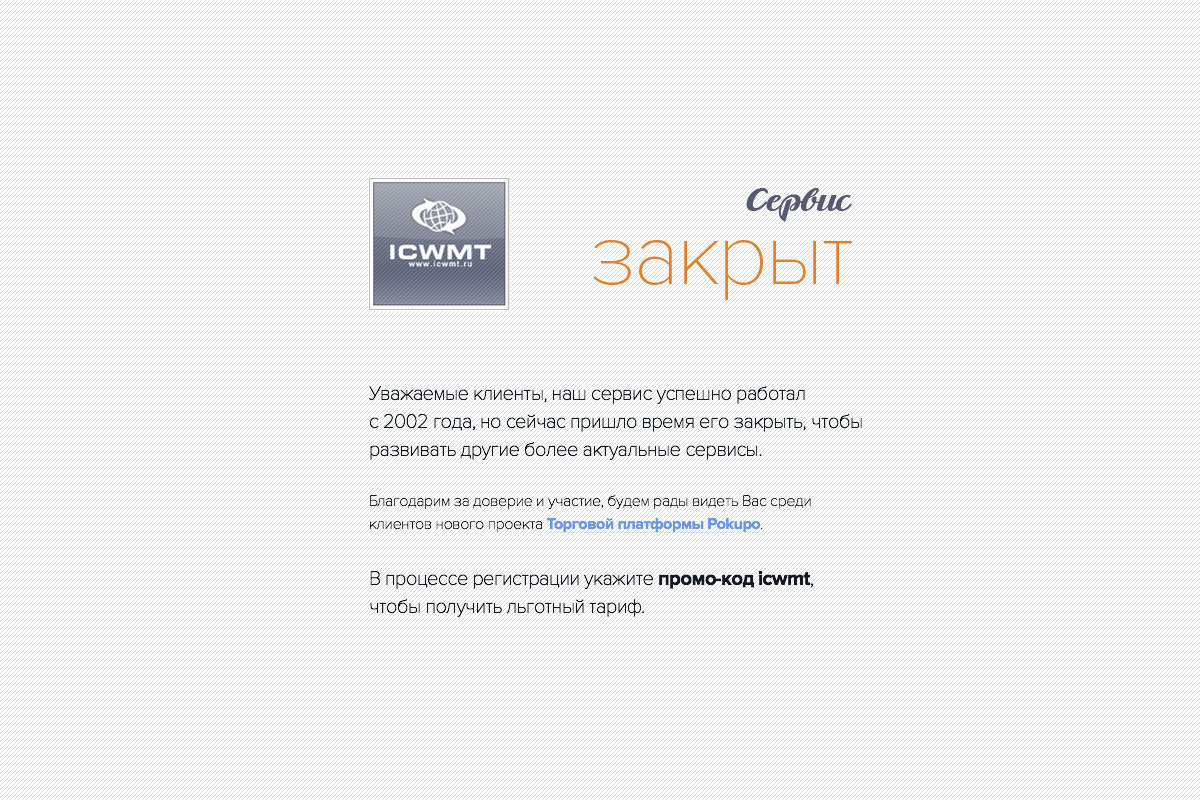 ICWMT
www.icwmt.ru
Сервис
закрыт
Уважаемые клиенты, наш сервис успешно работал
с 2002 года, но сейчас пришло время его закрыть, чтобы
развивать другие более актуальные сервисы.
Благодарим за доверие и участие, будем рады видеть Вас среди
клиентов нового проекта Торговой платформы Pokupo.
В процессе регистрации укажите промо-код icwmt,
чтобы получить льготный тариф.